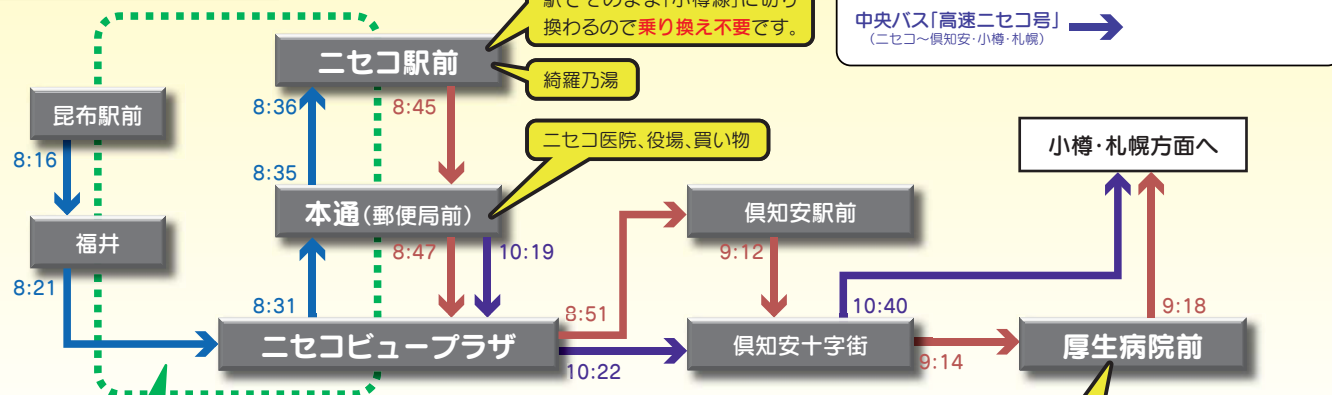 駅でそのまま「小樽線」に切り
換わるので乗り換え不要です。
中央バス「高速ニセコ号」
(ニセコ〜倶知安・小樽・札幌)
ニセコ駅前
綺羅乃湯
昆布駅前
8:36
8:45
8:16
ニセコ医院、役場、買い物
小樽・札幌方面へ
8:35
本通(郵便局前)
倶知安駅前
福井
8:47
10:19
9:12
8:21
8:31
8:51
10:40
9:18
ニセコビュープラザ
倶知安十字街
厚生病院前
10:22
9:14